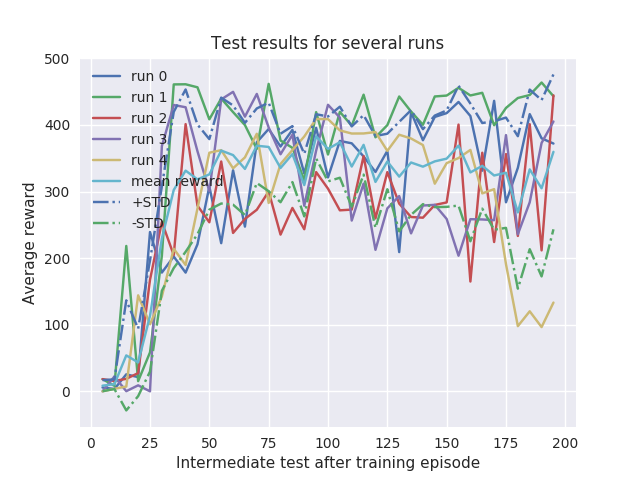 Test results for several runs
500
400
300
200
100
0
0
25
50
75
100
125
150
175
200
run 0
run 1
run 2
run 3
run 4
mean reward
+STD
-STD
Average reward
Intermediate test after training episode